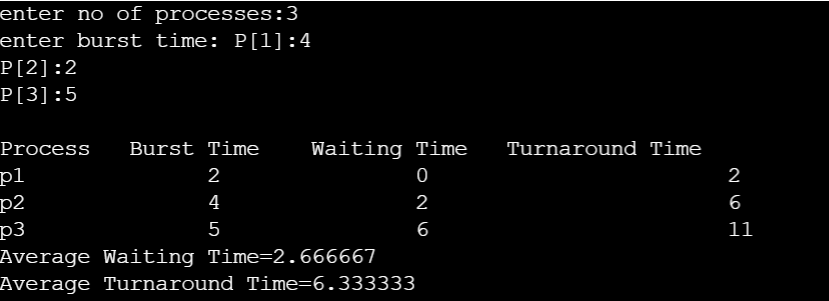 enter no of processes:3
enter burst time: P[1]:4
P[2]:2
P[3]:5
Process Burst Time Waiting Time Turnaround Time
p1 2 0 2
p2 4 2 6
p3 5 6 11
Average Waiting Time=2.666667
Average Turnaround Time=6.333333